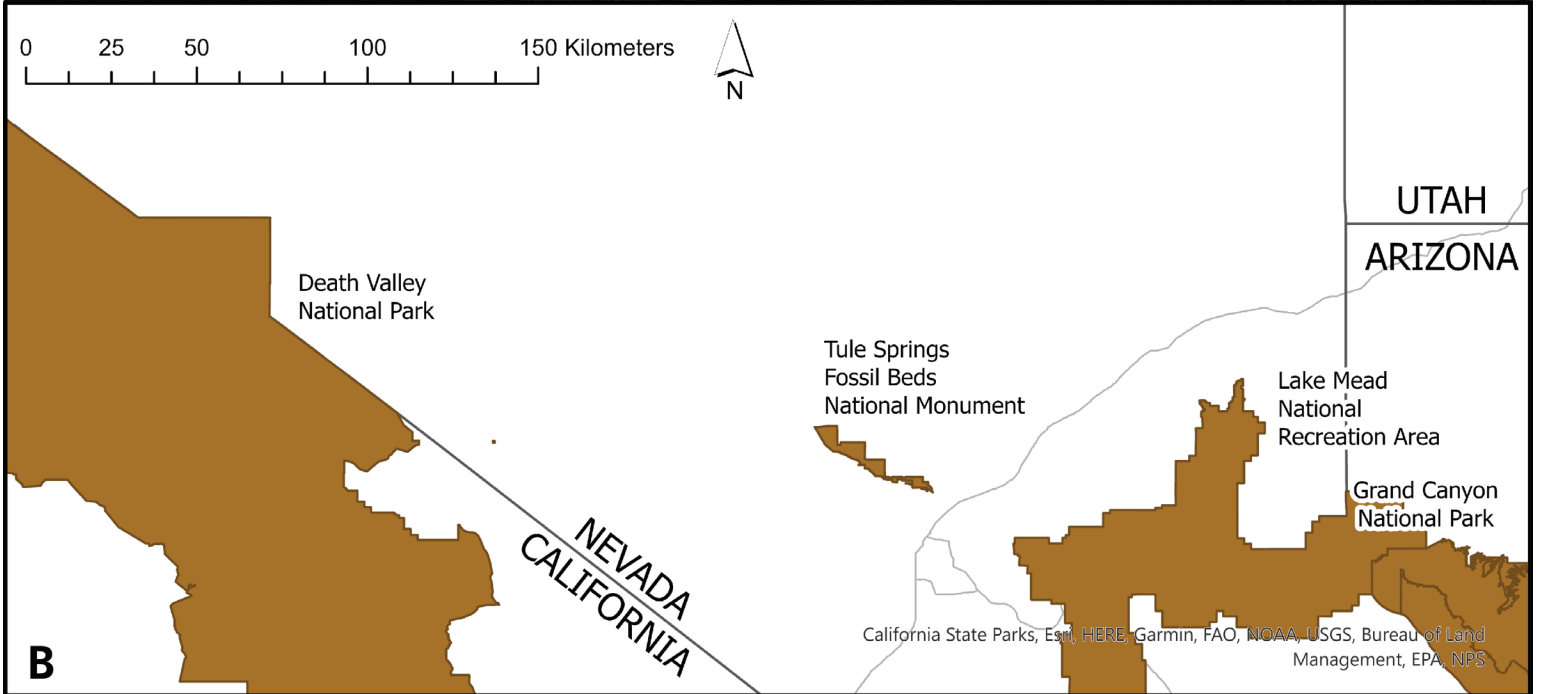 0 25 50 100 150 Kilometers
N
UTAH
ARIZONA
Death Valley
National Park
Tule Springs
Fossil Beds
National Monument
Lake Mead
National
Recreation Area
Grand Canyon
National Park
NEVADA
CALIFORNIA
California State Parks, Esri, HERE, Garmin, FAO, NOAA, USGS, Bureau of Land
Management, EPA, NPS
B